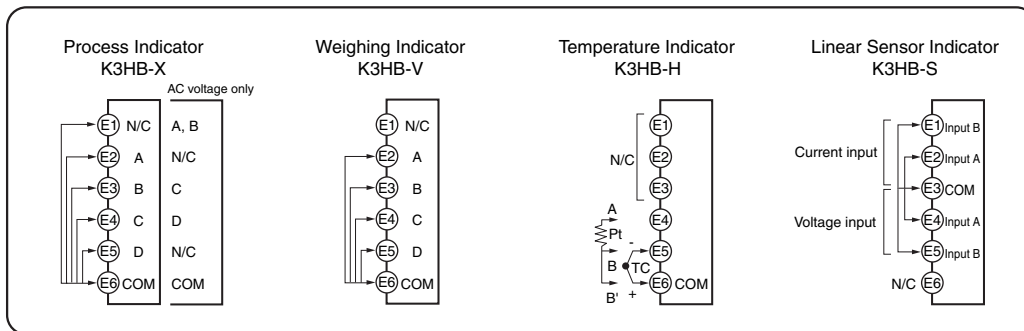 Process Indicator
K3HB-X
AC voltage only
E1 N/C A, B
E2 A N/C
E3 B C
E4 C D
E5 D N/C
E6 COM COM
Weighing Indicator
K3HB-V
E1 N/C
E2 A
E3 B
E4 C
E5 D
E6 COM
Temperature Indicator
K3HB-H
N/C
E1
E2
E3
A
E4
Pt
-
E5
B
TC
E6 COM
B' +
Linear Sensor Indicator
K3HB-S
E1 Input B
Current input
E2 Input A
E3 COM
Voltage input
E4 Input A
E5 Input B
N/C E6